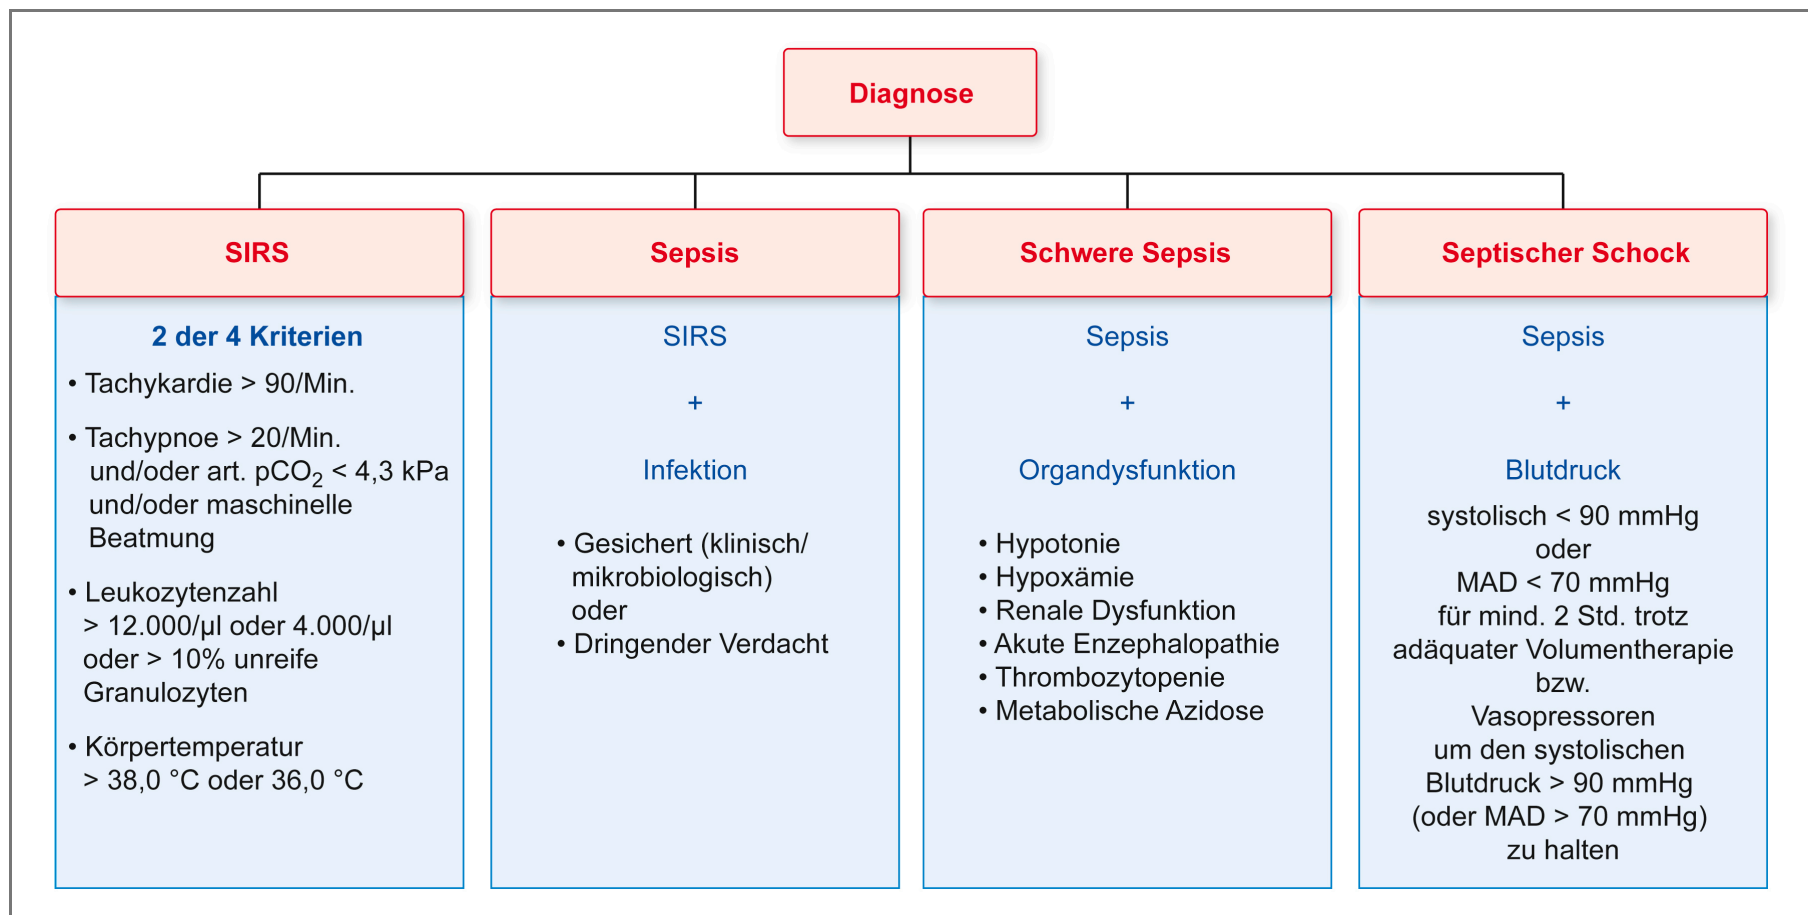 Diagnose
SIRS
2 der 4 Kriterien
• Tachykardie > 90/Min.
• Tachypnoe > 20/Min.
und/oder art. pCO₂ < 4,3 kPa
und/oder maschinelle
Beatmung
• Leukozytenzahl
> 12.000/µl oder 4.000/µl
oder > 10% unreife
Granulozyten
• Körpertemperatur
> 38,0 °C oder 36,0 °C
Sepsis
SIRS
+
Infektion
• Gesichert (klinisch/
mikrobiologisch)
oder
• Dringender Verdacht
Schwere Sepsis
Sepsis
+
Organdysfunktion
• Hypotonie
• Hypoxämie
• Renale Dysfunktion
• Akute Enzephalopathie
• Thrombozytopenie
• Metabolische Azidose
Septischer Schock
Sepsis
+
Blutdruck
systolisch < 90 mmHg
oder
MAD < 70 mmHg
für mind. 2 Std. trotz
adäquater Volumentherapie
bzw.
Vasopressoren
um den systolischen
Blutdruck > 90 mmHg
(oder MAD > 70 mmHg)
zu halten